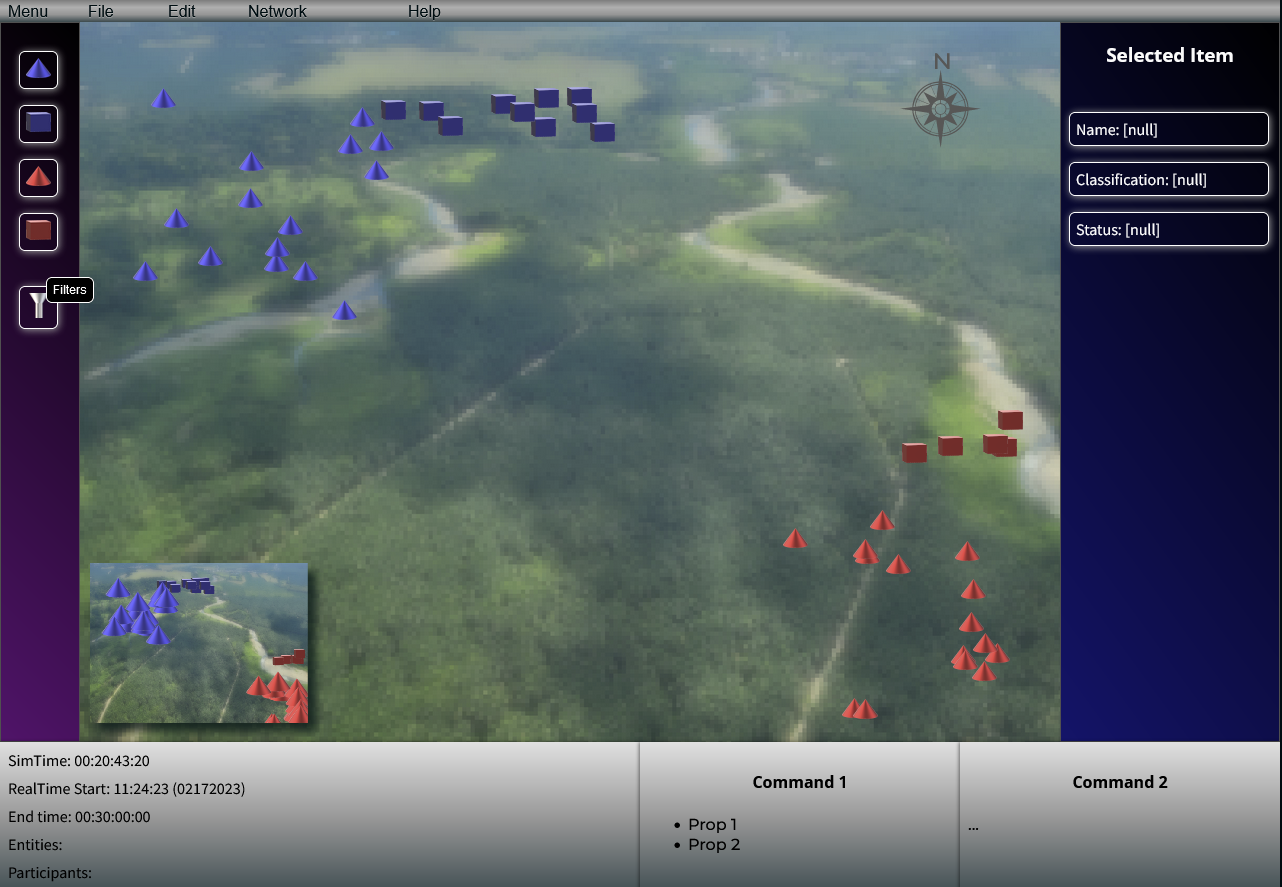 Menu File Edit Network Help
N
Selected Item
Name: [null]
Classification: [null]
Status: [null]
Filters
SimTime: 00:20:43:20
RealTime Start: 11:24:23 (02172023)
End time: 00:30:00:00
Entities:
Participants:
Command 1
• Prop 1
• Prop 2
Command 2
...